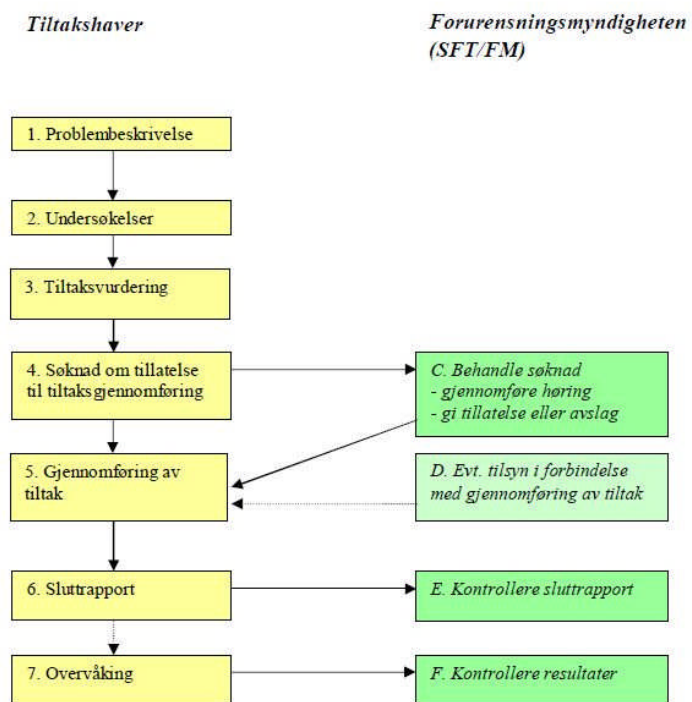 Tiltakshaver
Forurensningsmyndigheten
(SFT/FM)
1. Problembeskrivelse
2. Undersøkelser
3. Tiltaksvurdering
4. Søknad om tillatelse
til tiltaksgjennomføring
C. Behandle søknad
- gjennomføre høring
- gi tillatelse eller avslag
5. Gjennomføring av
tiltak
D. Evt. tilsyn i forbindelse
med gjennomføring av tiltak
6. Sluttrapport
E. Kontrollere sluttrapport
7. Overvåking
F. Kontrollere resultater